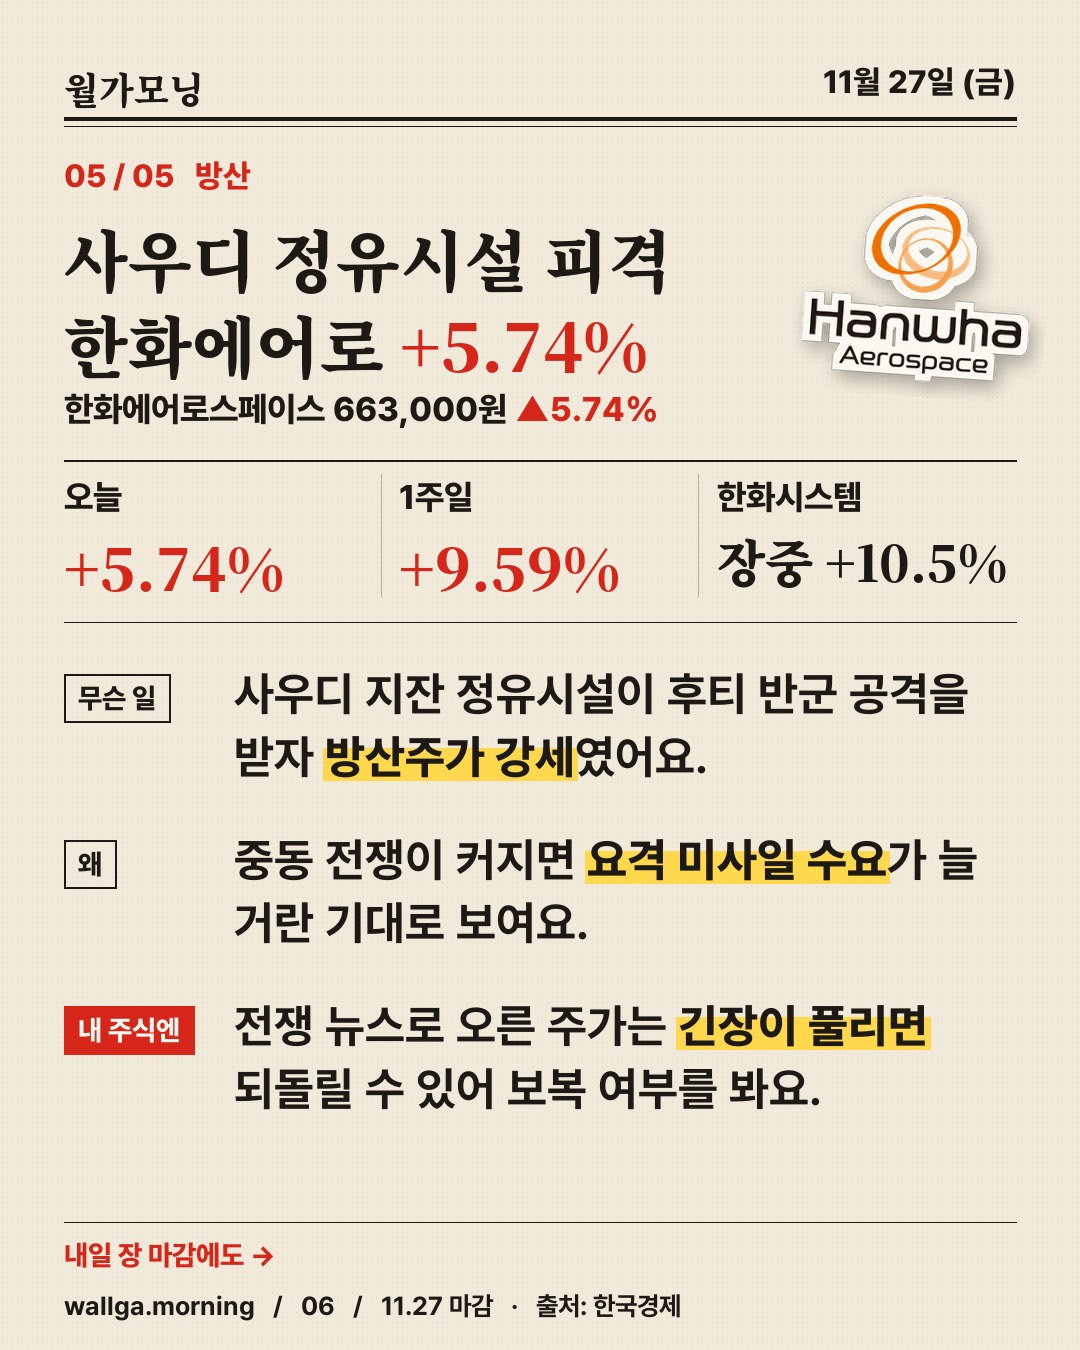 월가모닝
11월 27일 (금)
05 / 05 방산
사우디 정유시설 피격
한화에어로 +5.74%
Hanwha
Aerospace
한화에어로스페이스 663,000원 ▲5.74%
오늘
+5.74%
1주일
+9.59%
한화시스템
장중 +10.5%
무슨 일
사우디 지잔 정유시설이 후티 반군 공격을
받자 방산주가 강세였어요.
왜
중동 전쟁이 커지면 요격 미사일 수요가 늘
거란 기대로 보여요.
내 주식엔
전쟁 뉴스로 오른 주가는 긴장이 풀리면
되돌릴 수 있어 보복 여부를 봐요.
내일 장 마감에도 →
wallga.morning / 06 / 11.27 마감 · 출처: 한국경제